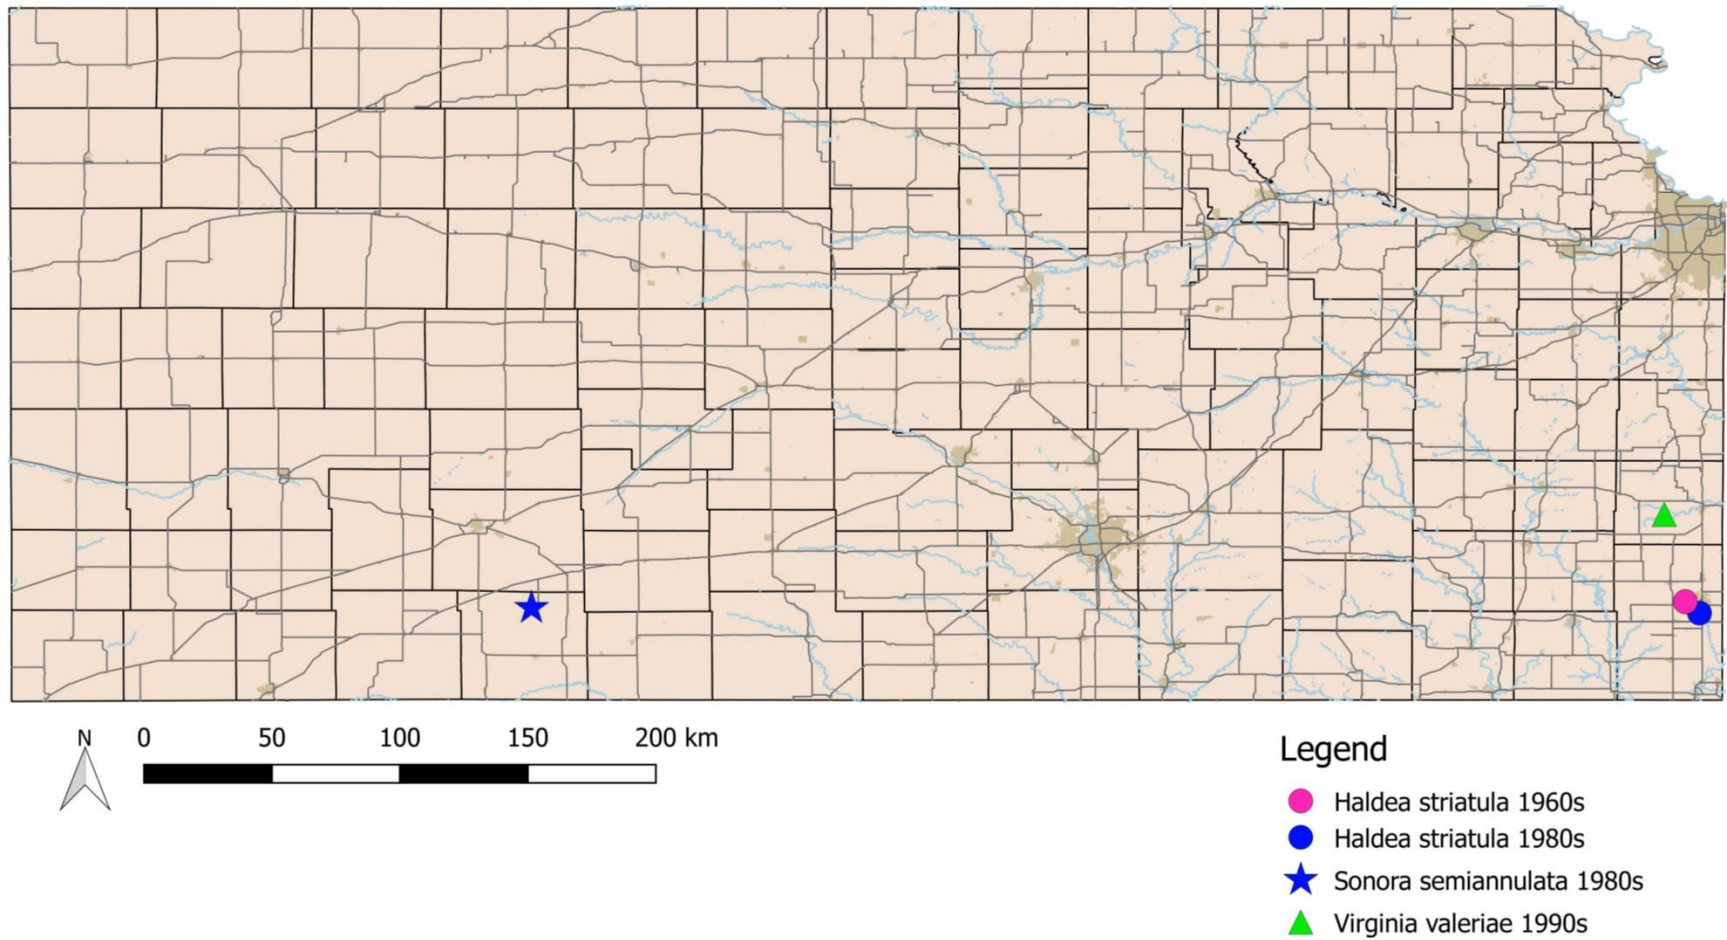 N 0 50 100 150 200 km
Legend
Haldea striatula 1960s
Haldea striatula 1980s
Sonora semiannulata 1980s
Virginia valeriae 1990s